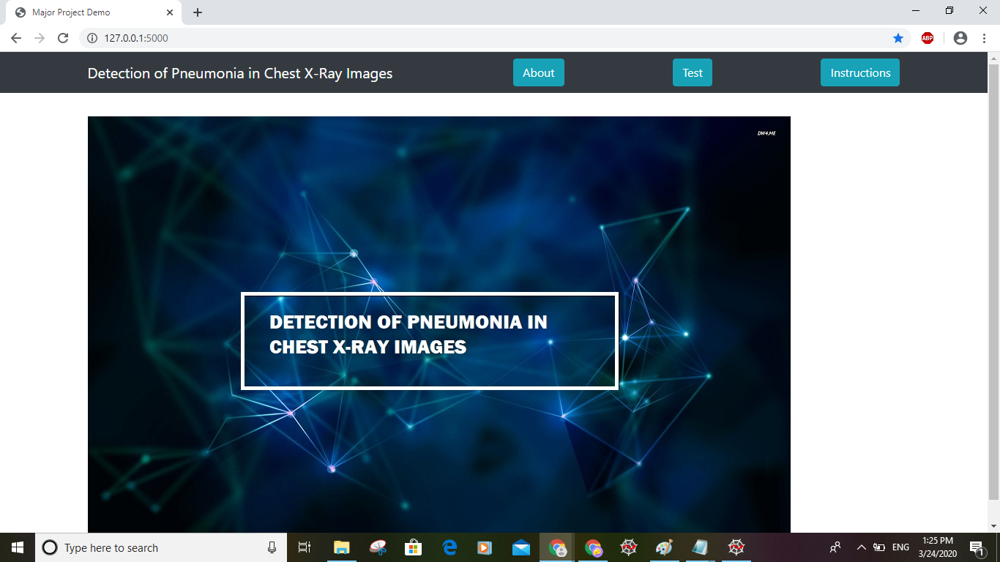 Major Project Demo
127.0.0.1:5000
ABP
Detection of Pneumonia in Chest X-Ray Images
About
Test
Instructions
DW4.ME
DETECTION OF PNEUMONIA IN
CHEST X-RAY IMAGES
Type here to search
ENG
1:25 PM
3/24/2020
1